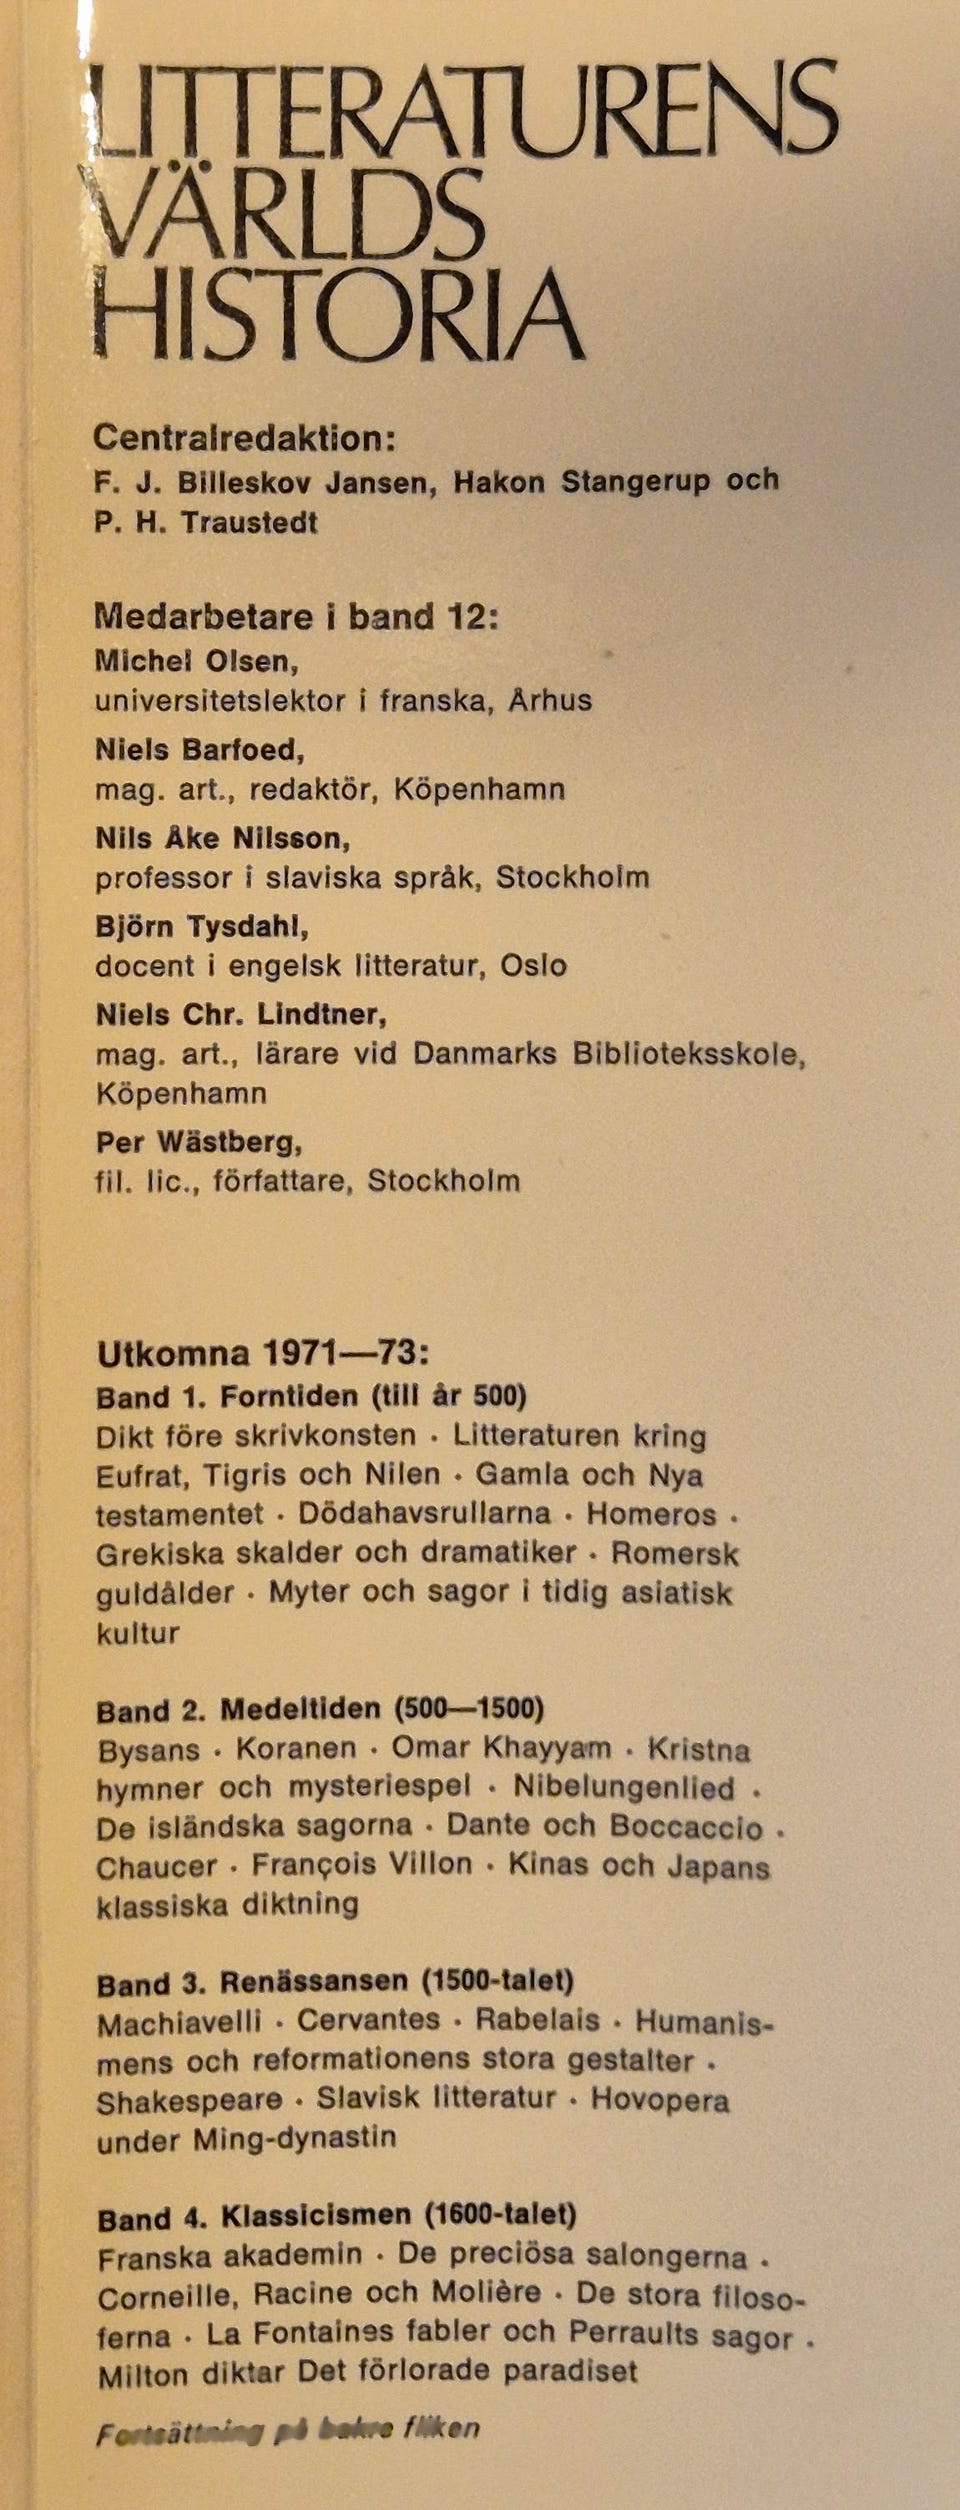 LITTERATURENS
VÄRLDS
HISTORIA
Centralredaktion:
F. J. Billeskov Jansen, Hakon Stangerup och
P. H. Traustedt
Medarbetare i band 12:
Michel Olsen,
universitetslektor i franska, Århus
Niels Barfoed,
mag. art., redaktör, Köpenhamn
Nils Åke Nilsson,
professor i slaviska språk, Stockholm
Björn Tysdahl,
docent i engelsk litteratur, Oslo
Niels Chr. Lindtner,
mag. art., lärare vid Danmarks Biblioteksskole,
Köpenhamn
Per Wästberg,
fil. lic., författare, Stockholm
Utkomna 1971—73:
Band 1. Forntiden (till år 500)
Dikt före skrivkonsten · Litteraturen kring
Eufrat, Tigris och Nilen · Gamla och Nya
testamentet · Dödahavsrullarna · Homeros ·
Grekiska skalder och dramatiker · Romersk
guldålder · Myter och sagor i tidig asiatisk
kultur
Band 2. Medeltiden (500—1500)
Bysans · Koranen · Omar Khayyam · Kristna
hymner och mysteriespel · Nibelungenlied ·
De isländska sagorna · Dante och Boccaccio ·
Chaucer · François Villon · Kinas och Japans
klassiska diktning
Band 3. Renässansen (1500-talet)
Machiavelli · Cervantes · Rabelais · Humanis-
mens och reformationens stora gestalter ·
Shakespeare · Slavisk litteratur · Hovopera
under Ming-dynastin
Band 4. Klassicismen (1600-talet)
Franska akademin · De preciösa salongerna ·
Corneille, Racine och Molière · De stora filoso-
ferna · La Fontaines fabler och Perraults sagor ·
Milton diktar Det förlorade paradiset
Fortsättning på bakre fliken